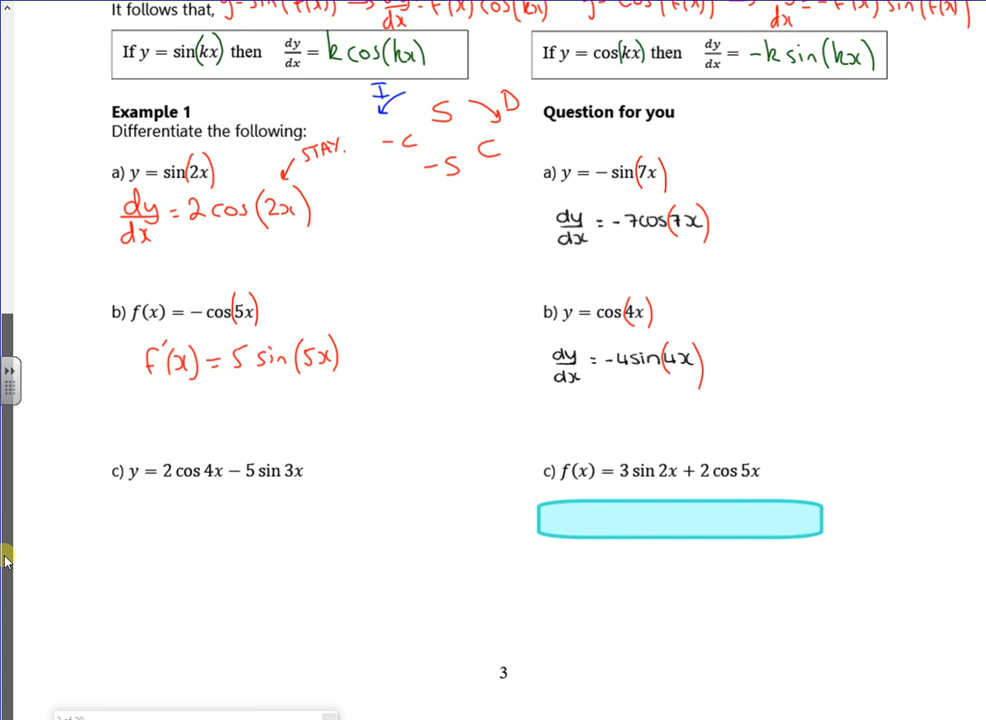 It follows that,
If y = sin(kx) then dy/dx = k cos(kx)
If y = cos(kx) then dy/dx = -k sin(kx)
Example 1
Differentiate the following:
I
S
D
-C
C
-S
STAY.
a) y = sin(2x)
dy/dx = 2 cos(2x)
b) f(x) = − cos(5x)
f'(x) = 5 sin(5x)
c) y = 2 cos 4x − 5 sin 3x
Question for you
a) y = − sin(7x)
dy/dx = -7cos(7x)
b) y = cos(4x)
dy/dx = -4sin(4x)
c) f(x) = 3 sin 2x + 2 cos 5x
3